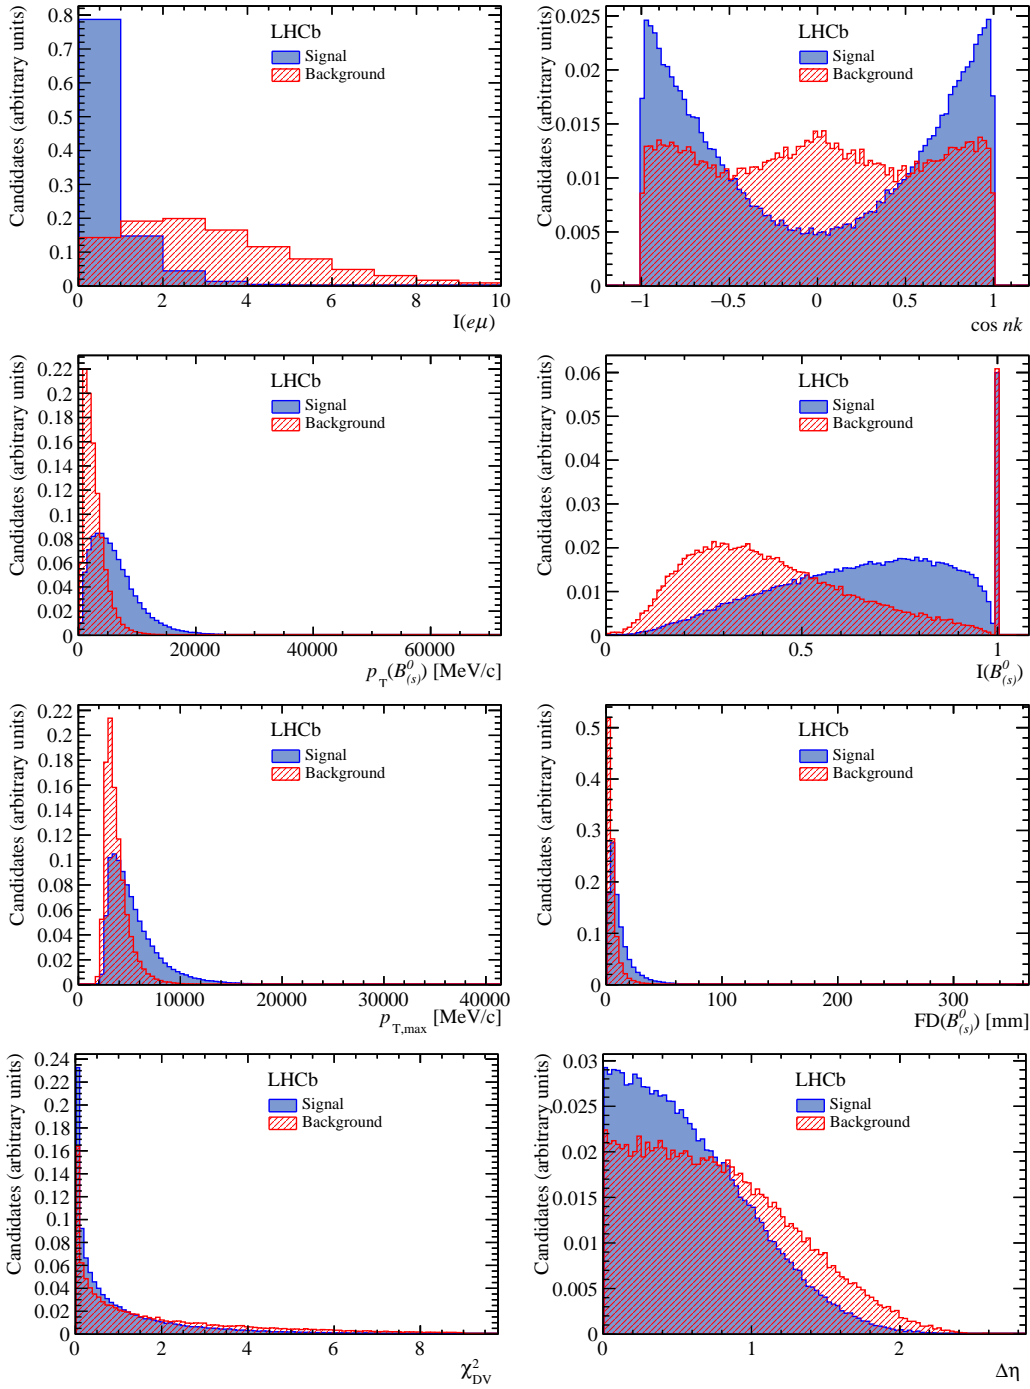 Candidates (arbitrary units)
0.8
0.7
0.6
0.5
0.4
0.3
0.2
0.1
0
LHCb
Signal
Background
0 2 4 6 8 10
I(eμ)
Candidates (arbitrary units)
0.025
0.02
0.015
0.01
0.005
0
LHCb
Signal
Background
−1 −0.5 0 0.5 1
cos nk
Candidates (arbitrary units)
0.22
0.2
0.18
0.16
0.14
0.12
0.1
0.08
0.06
0.04
0.02
0
LHCb
Signal
Background
0 20000 40000 60000
p_T(B^0_(s)) [MeV/c]
Candidates (arbitrary units)
0.06
0.05
0.04
0.03
0.02
0.01
0
LHCb
Signal
Background
0 0.5 1
I(B^0_(s))
Candidates (arbitrary units)
0.22
0.2
0.18
0.16
0.14
0.12
0.1
0.08
0.06
0.04
0.02
0
LHCb
Signal
Background
0 10000 20000 30000 40000
p_T,max [MeV/c]
Candidates (arbitrary units)
0.5
0.4
0.3
0.2
0.1
0
LHCb
Signal
Background
0 100 200 300
FD(B^0_(s)) [mm]
Candidates (arbitrary units)
0.24
0.22
0.2
0.18
0.16
0.14
0.12
0.1
0.08
0.06
0.04
0.02
0
LHCb
Signal
Background
0 2 4 6 8
χ^2_DV
Candidates (arbitrary units)
0.03
0.025
0.02
0.015
0.01
0.005
0
LHCb
Signal
Background
0 1 2
Δη